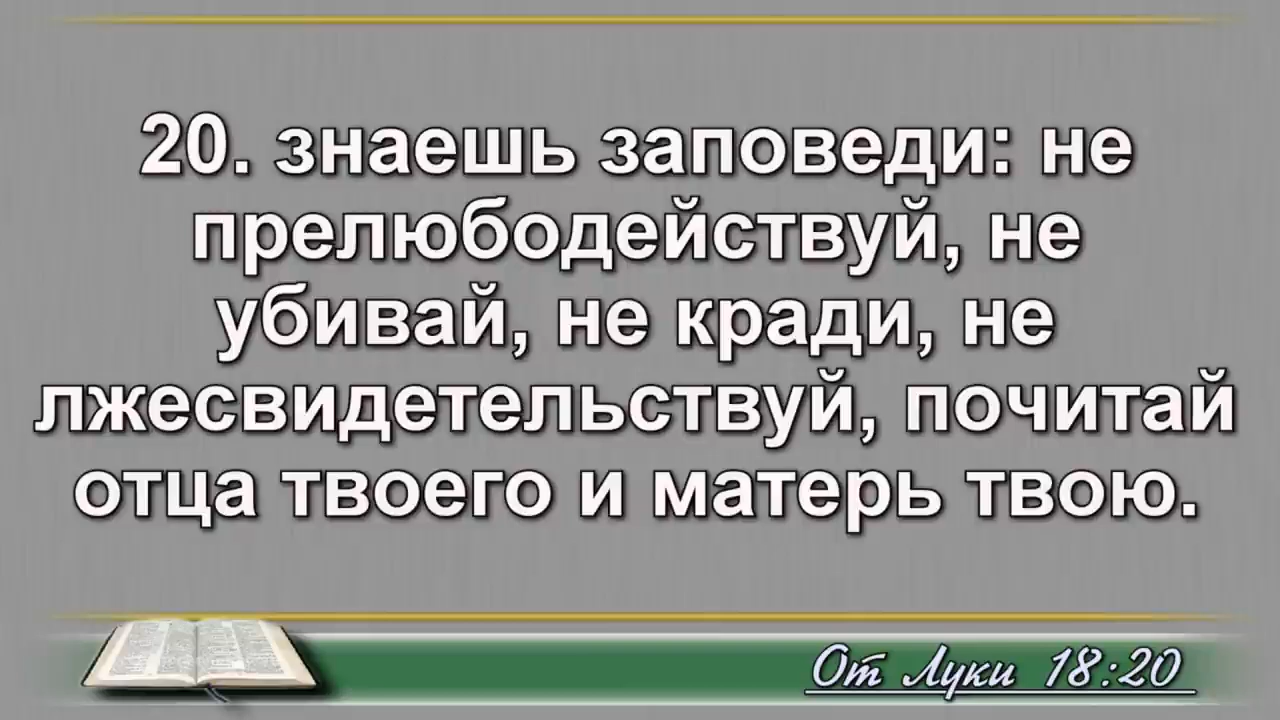 20. знаешь заповеди: не
прелюбодействуй, не
убивай, не кради, не
лжесвидетельствуй, почитай
отца твоего и матерь твою.
От Луки 18:20